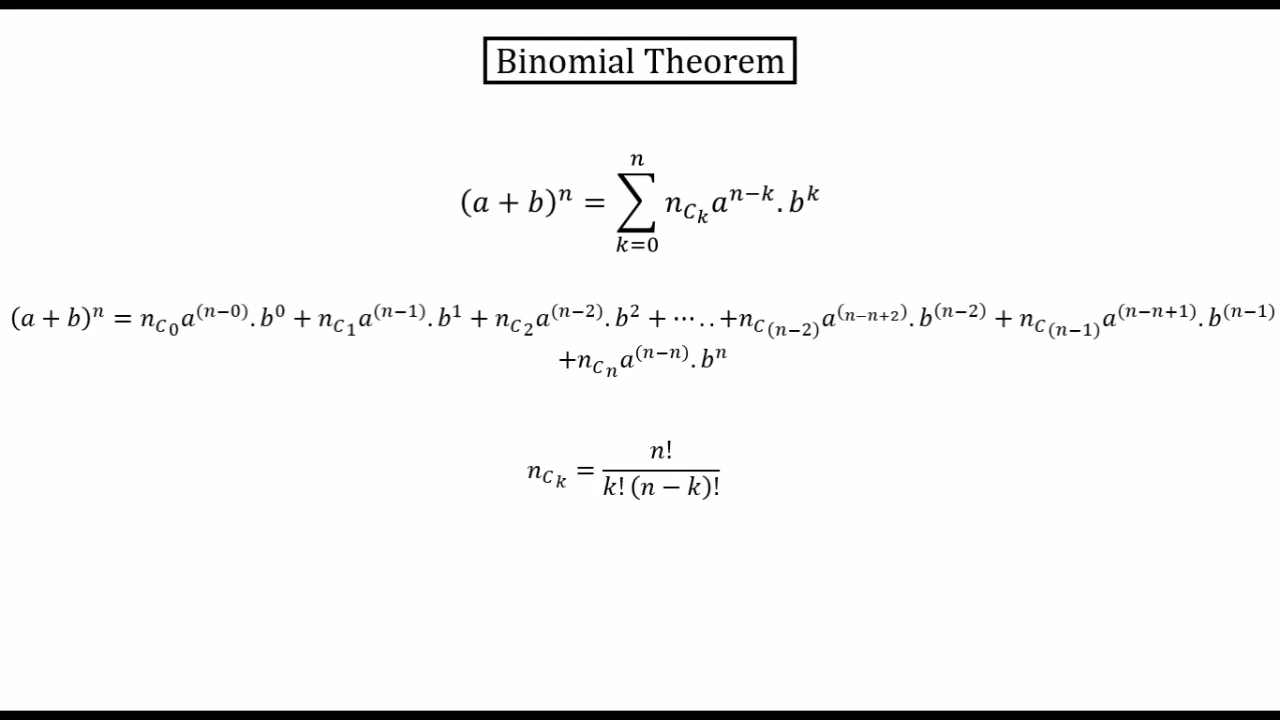 Binomial Theorem
(a + b)ⁿ = ∑_{k=0}^{n} n_{C_k} a^{n−k}. b^k
(a + b)ⁿ = n_{C_0} a^{(n−0)}. b^0 + n_{C_1} a^{(n−1)}. b^1 + n_{C_2} a^{(n−2)}. b^2 + ⋯ . . +n_{C_{(n−2)}} a^{(n−n+2)}. b^{(n−2)} + n_{C_{(n−1)}} a^{(n−n+1)}. b^{(n−1)}
+n_{C_n} a^{(n−n)}. b^n
n_{C_k} = \frac{n!}{k! (n − k)!}